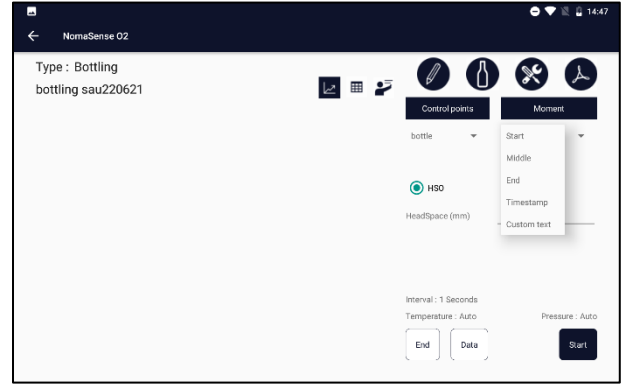 14:47
NomaSense O2
Type : Bottling
bottling sau220621
Control points
Moment
bottle
Start
Middle
End
Timestamp
Custom text
HSO
HeadSpace (mm)
Interval : 1 Seconds
Temperature : Auto
Pressure : Auto
End
Data
Start